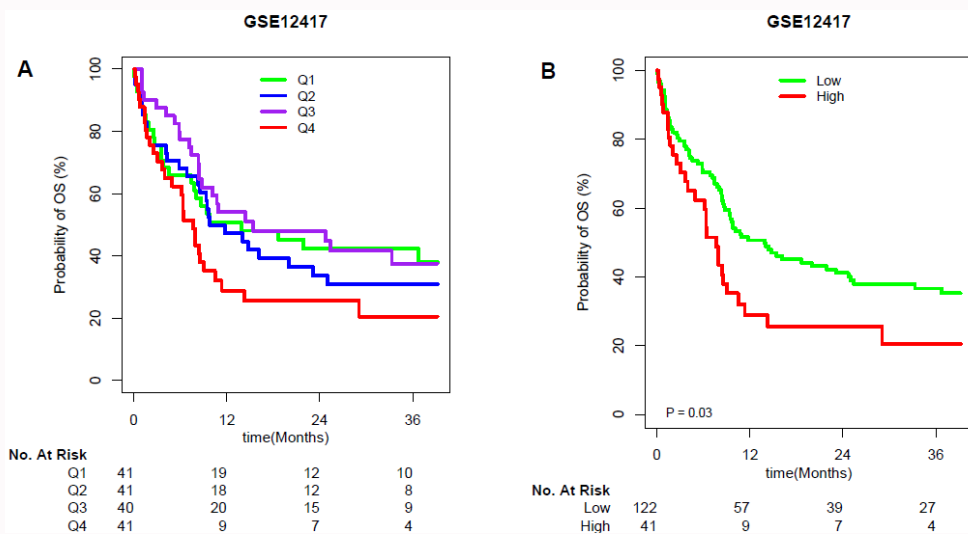 GSE12417
A
Probability of OS (%)
0 20 40 60 80 100
Q1
Q2
Q3
Q4
0 12 24 36
time(Months)
No. At Risk
Q1 41 19 12 10
Q2 41 18 12 8
Q3 40 20 15 9
Q4 41 9 7 4
GSE12417
B
Probability of OS (%)
0 20 40 60 80 100
Low
High
P = 0.03
0 12 24 36
time(Months)
No. At Risk
Low 122 57 39 27
High 41 9 7 4